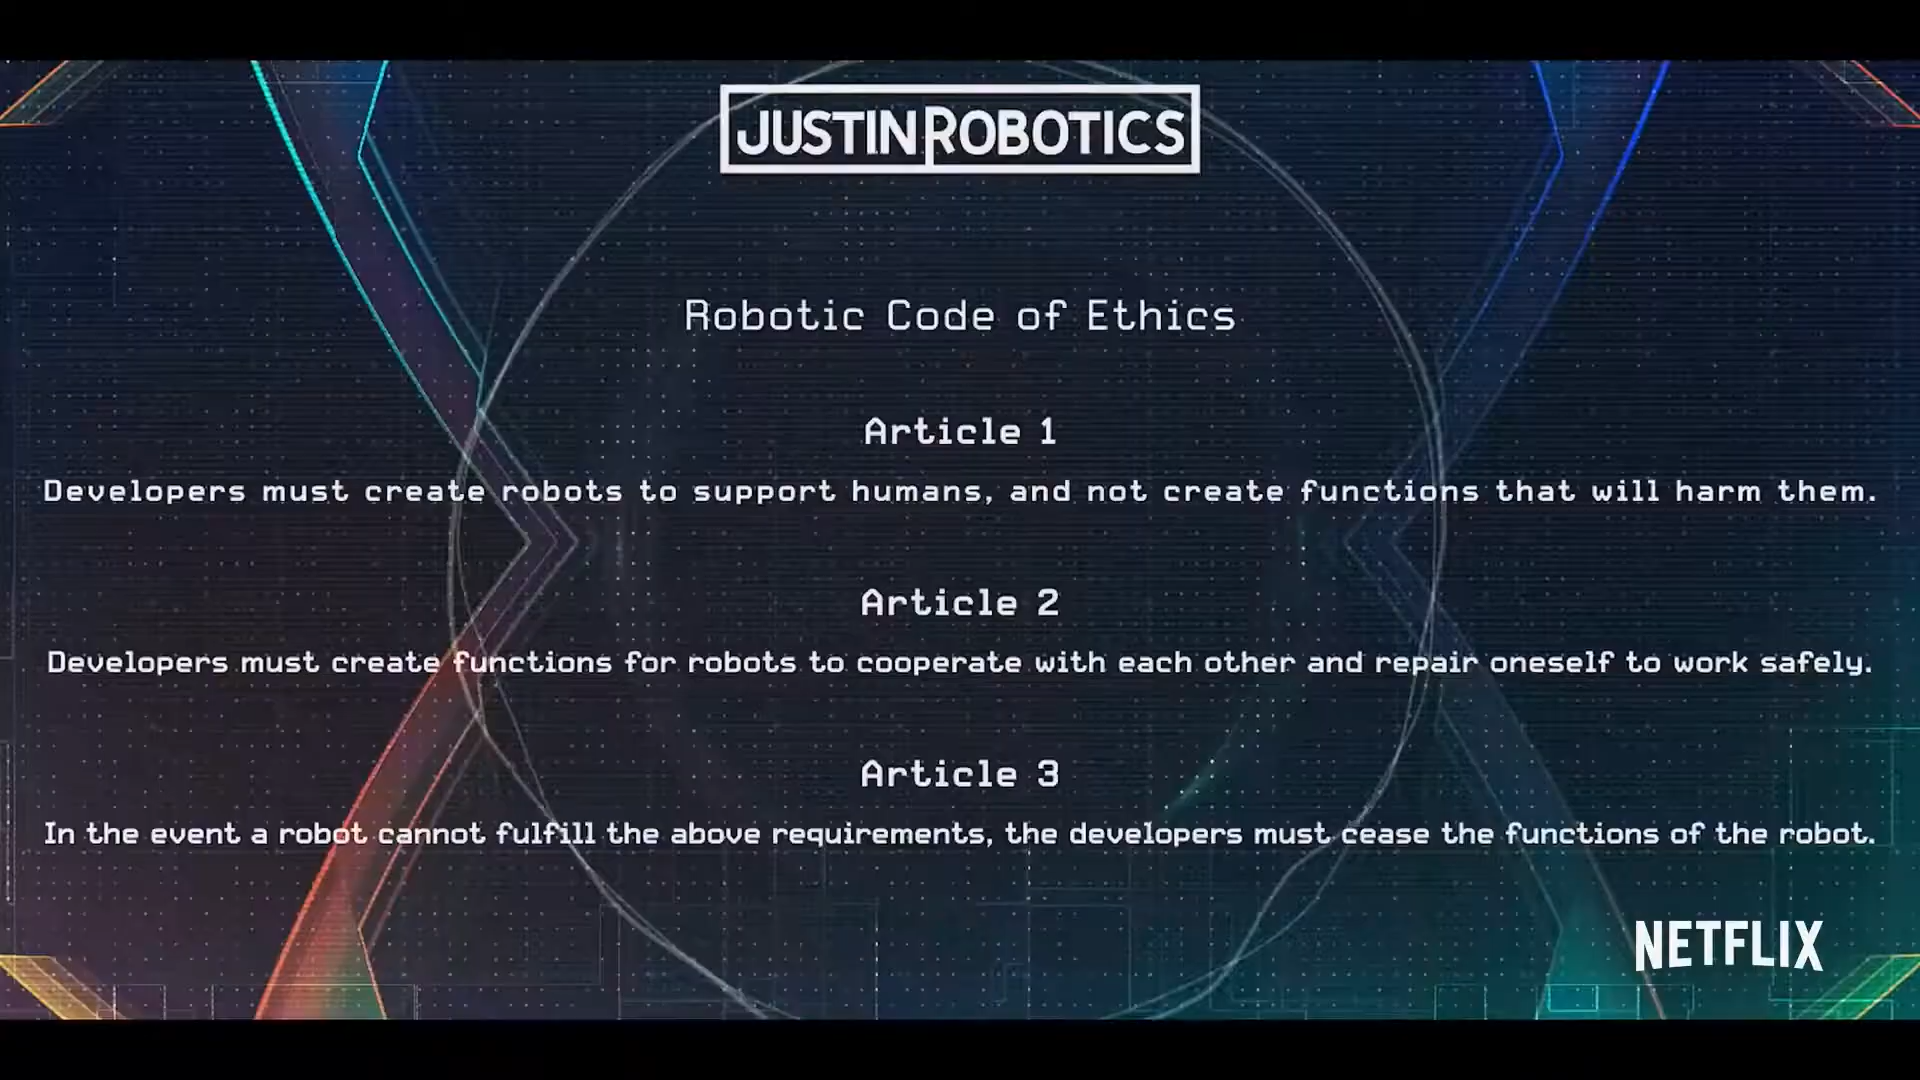 JUSTINROBOTICS
Robotic Code of Ethics
Article 1
Developers must create robots to support humans, and not create functions that will harm them.
Article 2
Developers must create functions for robots to cooperate with each other and repair oneself to work safely.
Article 3
In the event a robot cannot fulfill the above requirements, the developers must cease the functions of the robot.
NETFLIX